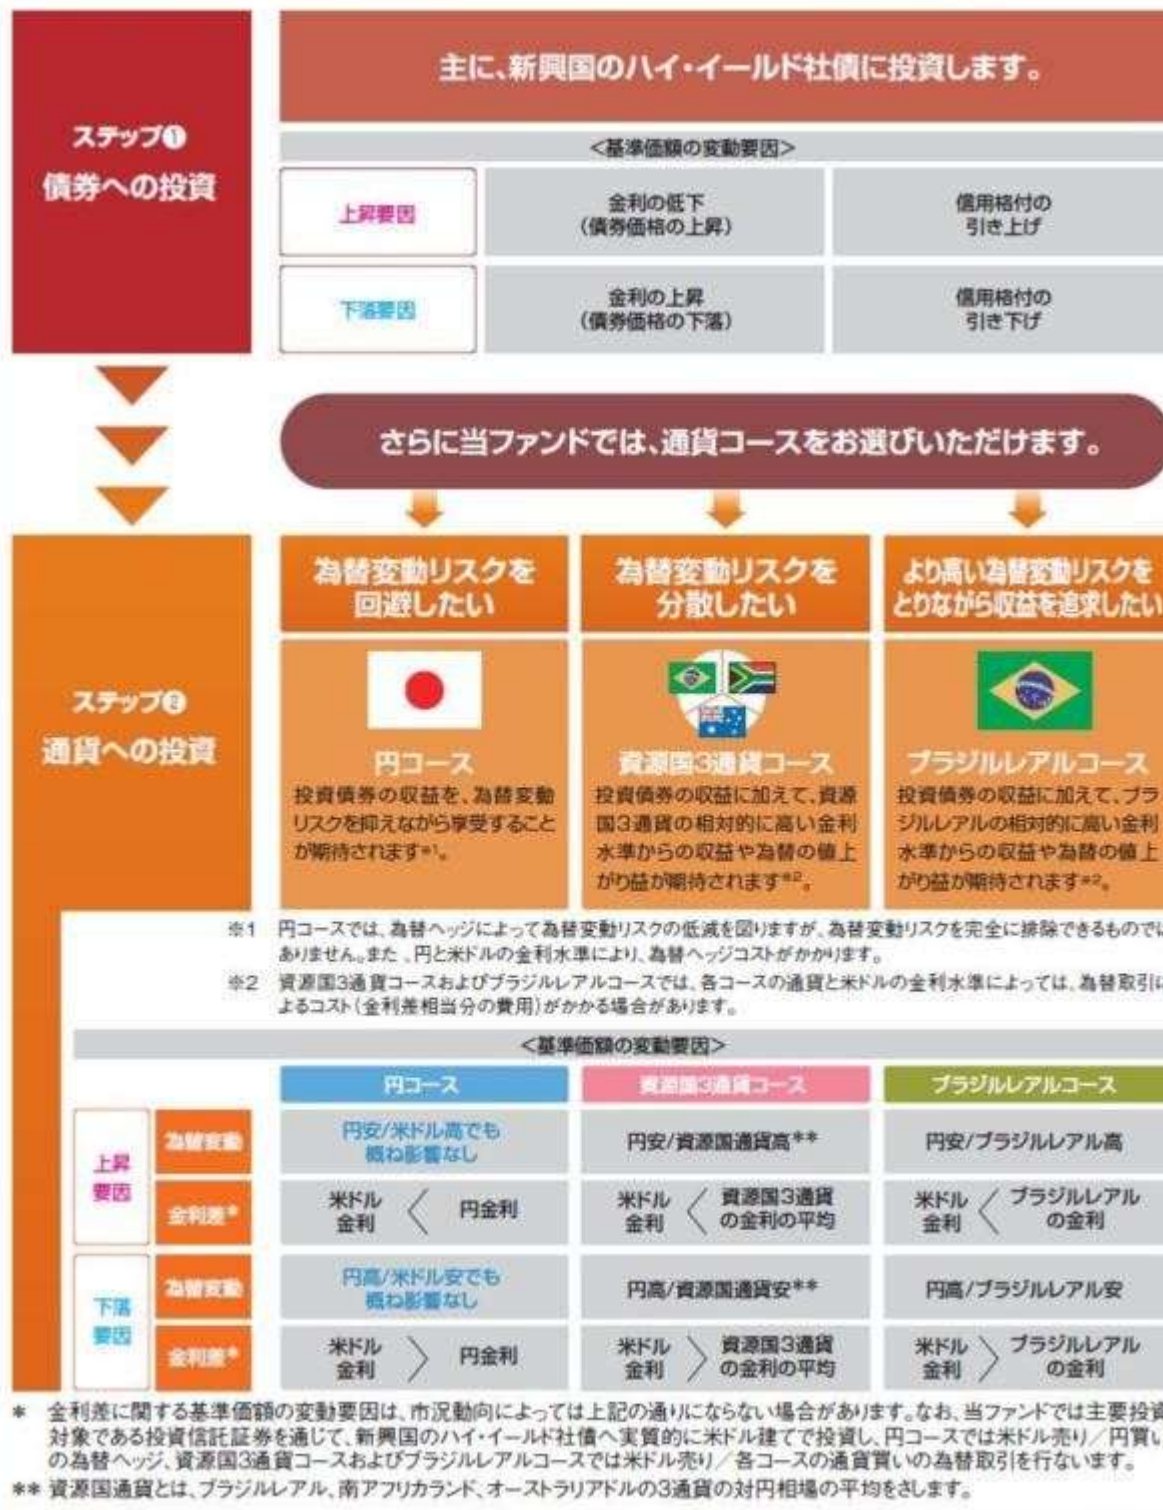 主に、新興国のハイ・イールド社債に投資します。
ステップ❶
債券への投資
<基準価額の変動要因>
上昇要因
金利の低下
(債券価格の上昇)
信用格付の
引き上げ
下落要因
金利の上昇
(債券価格の下落)
信用格付の
引き下げ
さらに当ファンドでは、通貨コースをお選びいただけます。
ステップ❷
通貨への投資
為替変動リスクを
回避したい
円コース
投資債券の収益を、為替変動
リスクを抑えながら享受すること
が期待されます※1。
為替変動リスクを
分散したい
資源国3通貨コース
投資債券の収益に加えて、資源
国3通貨の相対的に高い金利
水準からの収益や為替の値上
がり益が期待されます※2。
より高い為替変動リスクを
とりながら収益を追求したい
ブラジルレアルコース
投資債券の収益に加えて、ブラ
ジルレアルの相対的に高い金利
水準からの収益や為替の値上
がり益が期待されます※2。
※1 円コースでは、為替ヘッジによって為替変動リスクの低減を図りますが、為替変動リスクを完全に排除できるものでは
ありません。また、円と米ドルの金利水準により、為替ヘッジコストがかかります。
※2 資源国3通貨コースおよびブラジルレアルコースでは、各コースの通貨と米ドルの金利水準によっては、為替取引に
よるコスト(金利差相当分の費用)がかかる場合があります。
<基準価額の変動要因>
円コース
資源国3通貨コース
ブラジルレアルコース
上昇
要因
為替変動
円安/米ドル高でも
概ね影響なし
円安/資源国通貨高**
円安/ブラジルレアル高
金利差*
米ドル
金利 < 円金利
米ドル
金利 < 資源国3通貨
の金利の平均
米ドル
金利 < ブラジルレアル
の金利
下落
要因
為替変動
円高/米ドル安でも
概ね影響なし
円高/資源国通貨安**
円高/ブラジルレアル安
金利差*
米ドル
金利 > 円金利
米ドル
金利 > 資源国3通貨
の金利の平均
米ドル
金利 > ブラジルレアル
の金利
* 金利差に関する基準価額の変動要因は、市況動向によっては上記の通りにならない場合があります。なお、当ファンドでは主要投資
対象である投資信託証券を通じて、新興国のハイ・イールド社債へ実質的に米ドル建てで投資し、円コースでは米ドル売り/円買い
の為替ヘッジ、資源国3通貨コースおよびブラジルレアルコースでは米ドル売り/各コースの通貨買いの為替取引を行ないます。
** 資源国通貨とは、ブラジルレアル、南アフリカランド、オーストラリアドルの3通貨の対円相場の平均をさします。